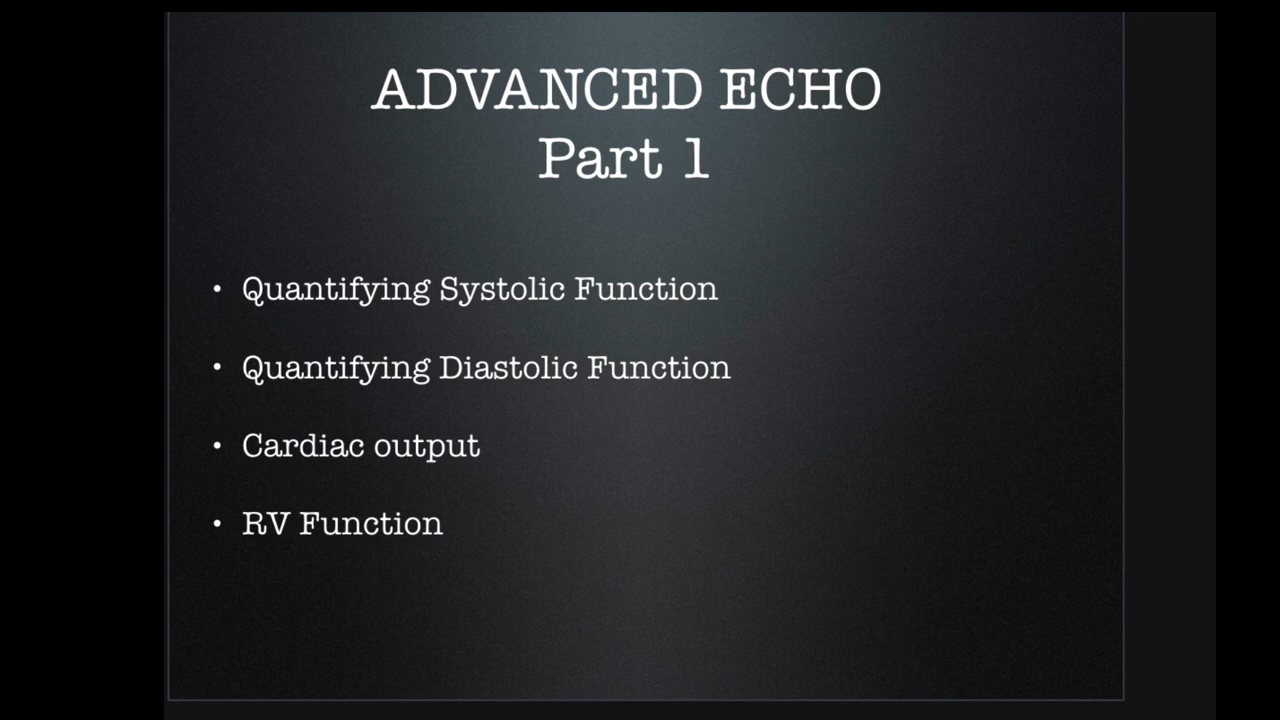 ADVANCED ECHO
Part 1
• Quantifying Systolic Function
• Quantifying Diastolic Function
• Cardiac output
• RV Function